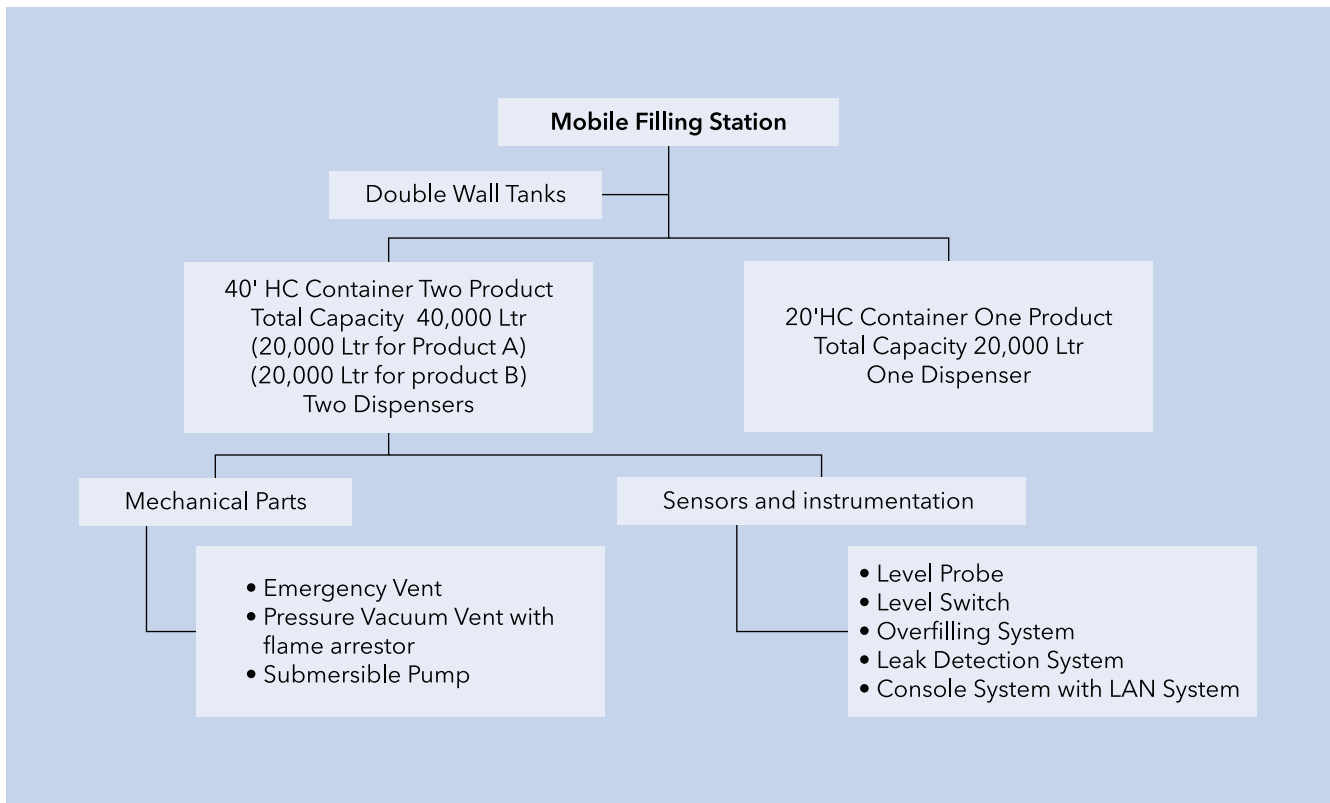 Mobile Filling Station
Double Wall Tanks
40' HC Container Two Product
Total Capacity 40,000 Ltr
(20,000 Ltr for Product A)
(20,000 Ltr for product B)
Two Dispensers
20'HC Container One Product
Total Capacity 20,000 Ltr
One Dispenser
Mechanical Parts
Sensors and instrumentation
• Emergency Vent
• Pressure Vacuum Vent with
flame arrestor
• Submersible Pump
• Level Probe
• Level Switch
• Overfilling System
• Leak Detection System
• Console System with LAN System